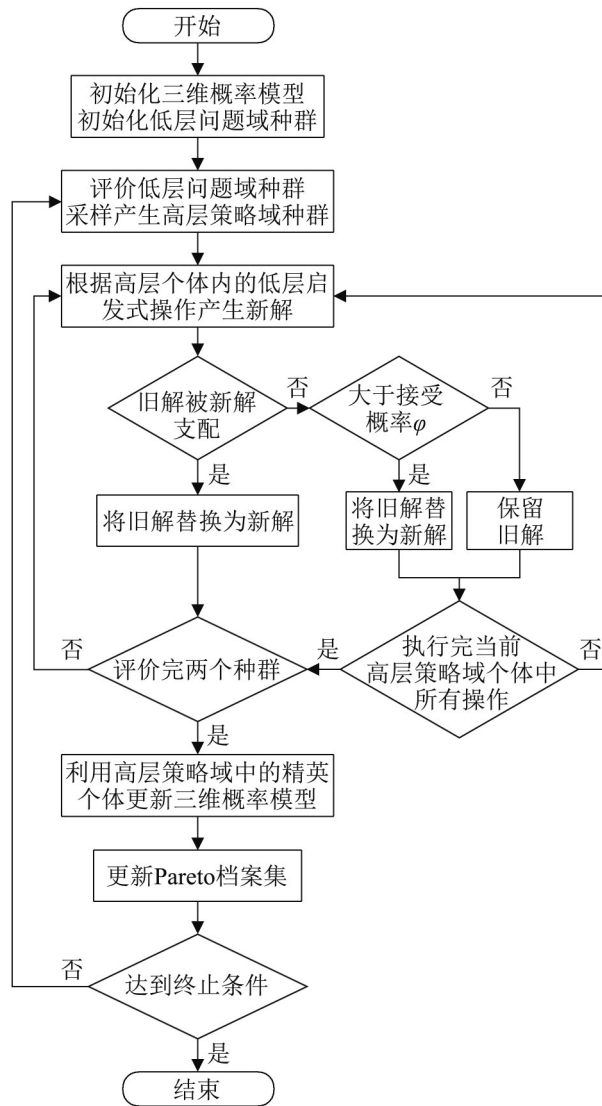 开始
初始化三维概率模型
初始化低层问题域种群
评价低层问题域种群
采样产生高层策略域种群
根据高层个体内的低层启
发式操作产生新解
旧解被新解
支配
否
大于接受
概率φ
否
是
将旧解替换为新解
是
将旧解替
换为新解
保留
旧解
否
评价完两个种群
是
执行完当前
高层策略域个体中
所有操作
否
是
利用高层策略域中的精英
个体更新三维概率模型
更新Pareto档案集
否
达到终止条件
是
结束